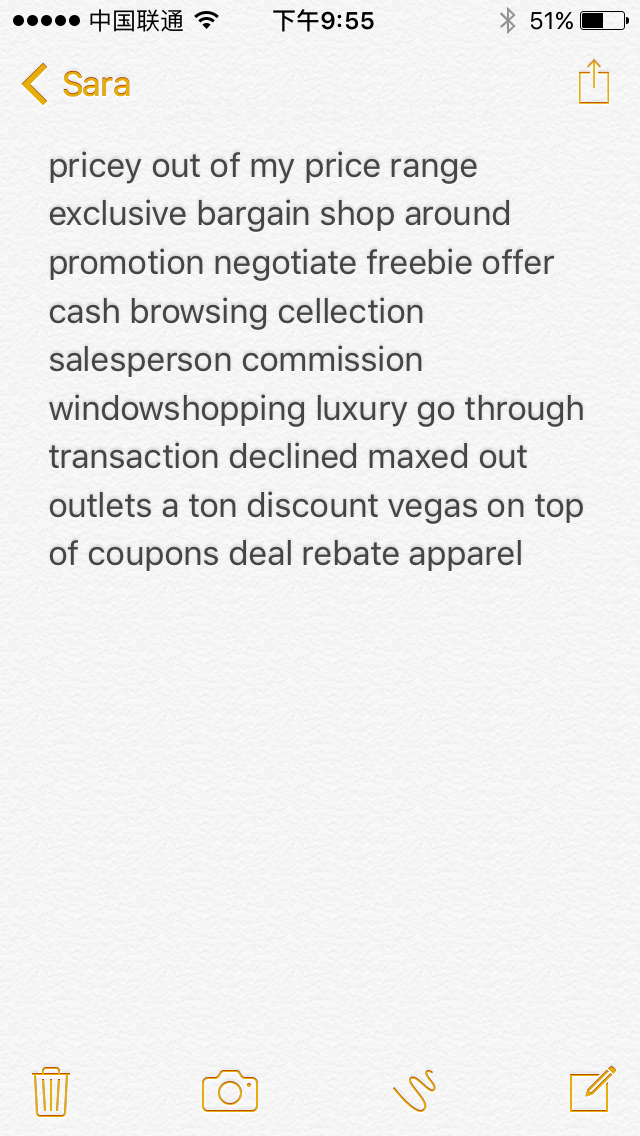 中国联通 下午9:55 51%
Sara
pricey out of my price range
exclusive bargain shop around
promotion negotiate freebie offer
cash browsing cellection
salesperson commission
windowshopping luxury go through
transaction declined maxed out
outlets a ton discount vegas on top
of coupons deal rebate apparel